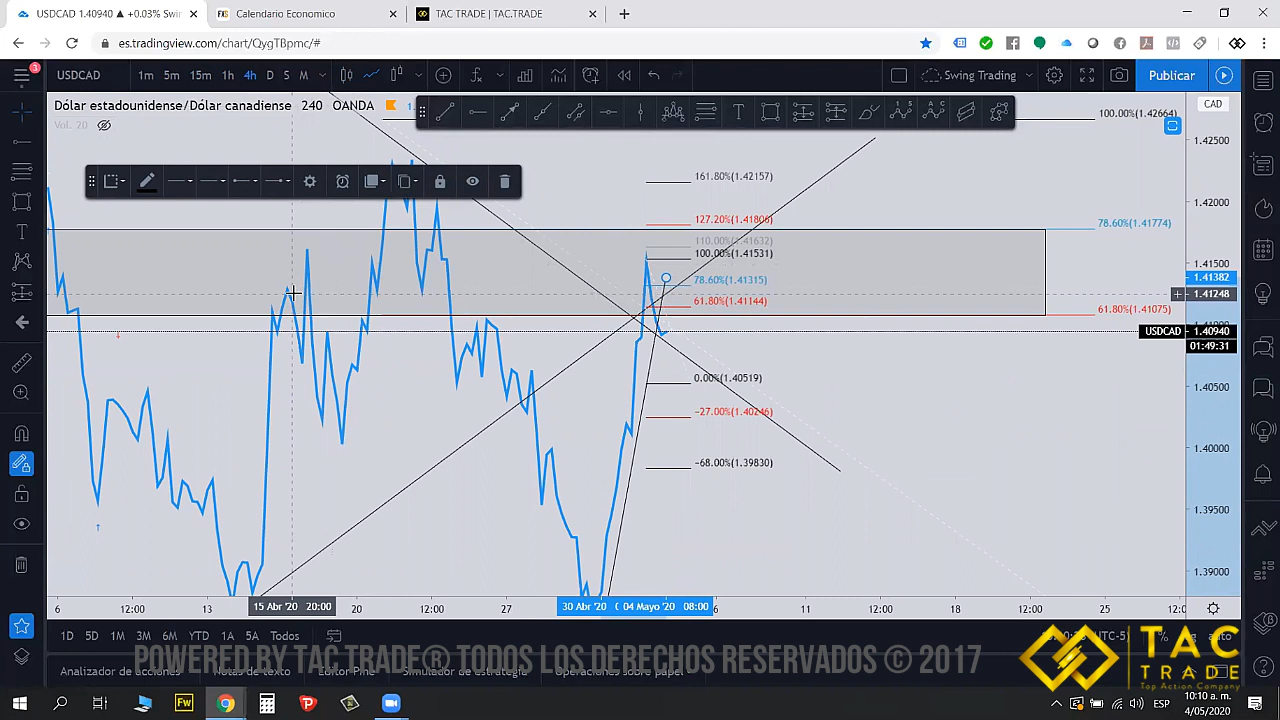 USDCAD 1.40940 ▲ +0.03% Swin
Calendario Economico
TAC TRADE | TAC.TRADE
es.tradingview.com/chart/QygTBpmc/#
3
USDCAD 1m 5m 15m 1h 4h D S M
Swing Trading
Publicar
Dólar estadounidense/Dólar canadiense 240 OANDA
Vol. 20
CAD
100.00%(1.42664)
1.42500
161.80%(1.42157)
1.42000
127.20%(1.41806)
78.60%(1.41774)
110.00%(1.41632)
100.00%(1.41531)
1.41500
78.60%(1.41315)
1.41382
61.80%(1.41144)
1.41248
61.80%(1.41075)
USDCAD 1.40940
01:49:31
0.00%(1.40519)
1.40500
-27.00%(1.40246)
1.40000
-68.00%(1.39830)
1.39500
1.39000
6 12:00 13 15 Abr '20 20:00 20 12:00 27 30 Abr '20 04 Mayo '20 08:00 6 11 12:00 18 12:00 25 12:0
1D 5D 1M 3M 6M YTD 1A 5A Todos
(UTC-5) % auto
Analizador de acciones Notas de texto Editor Pine Simulador de estrategia Operaciones sobre papel
POWERED BY TAC TRADE® TODOS LOS DERECHOS RESERVADOS © 2017
TAC
TRADE
Top Action Company
ESP
10:10 a. m.
4/05/2020